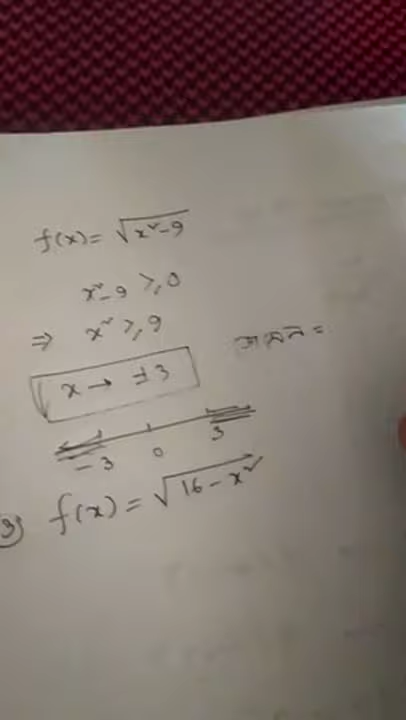 f(x) = √x²-9
x²-9 ≥ 0
⇒ x² ≥ 9
x → ±3
-3 0 3
3) f(x) = √16-x²